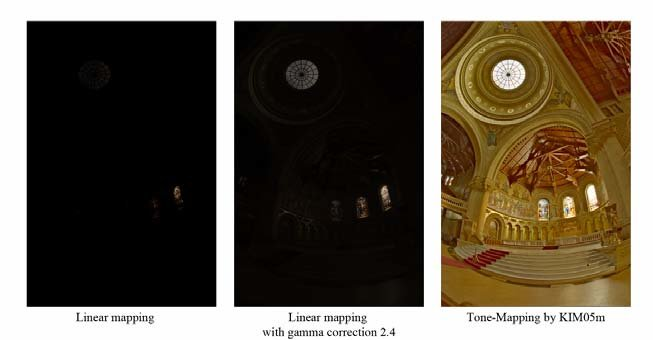 Linear mapping
Linear mapping
with gamma correction 2.4
Tone-Mapping by KIM05m